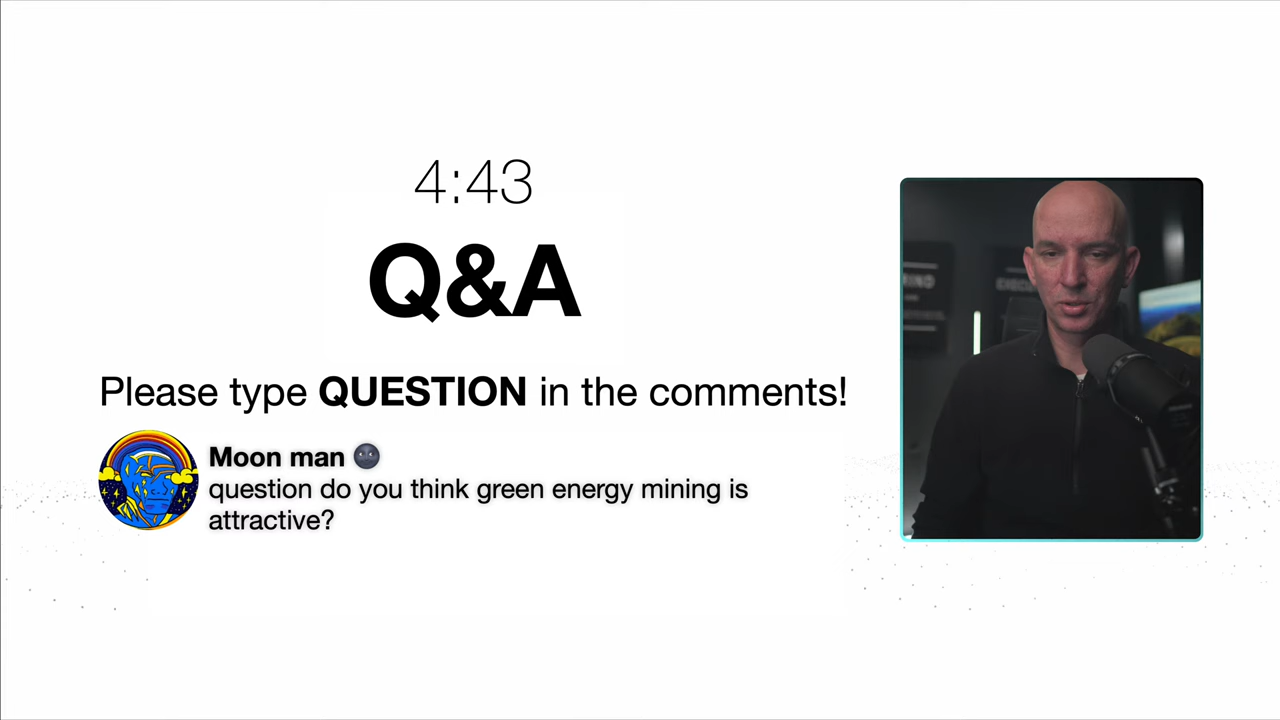 4:43
Q&A
Please type QUESTION in the comments!
Moon man 🌚
question do you think green energy mining is
attractive?